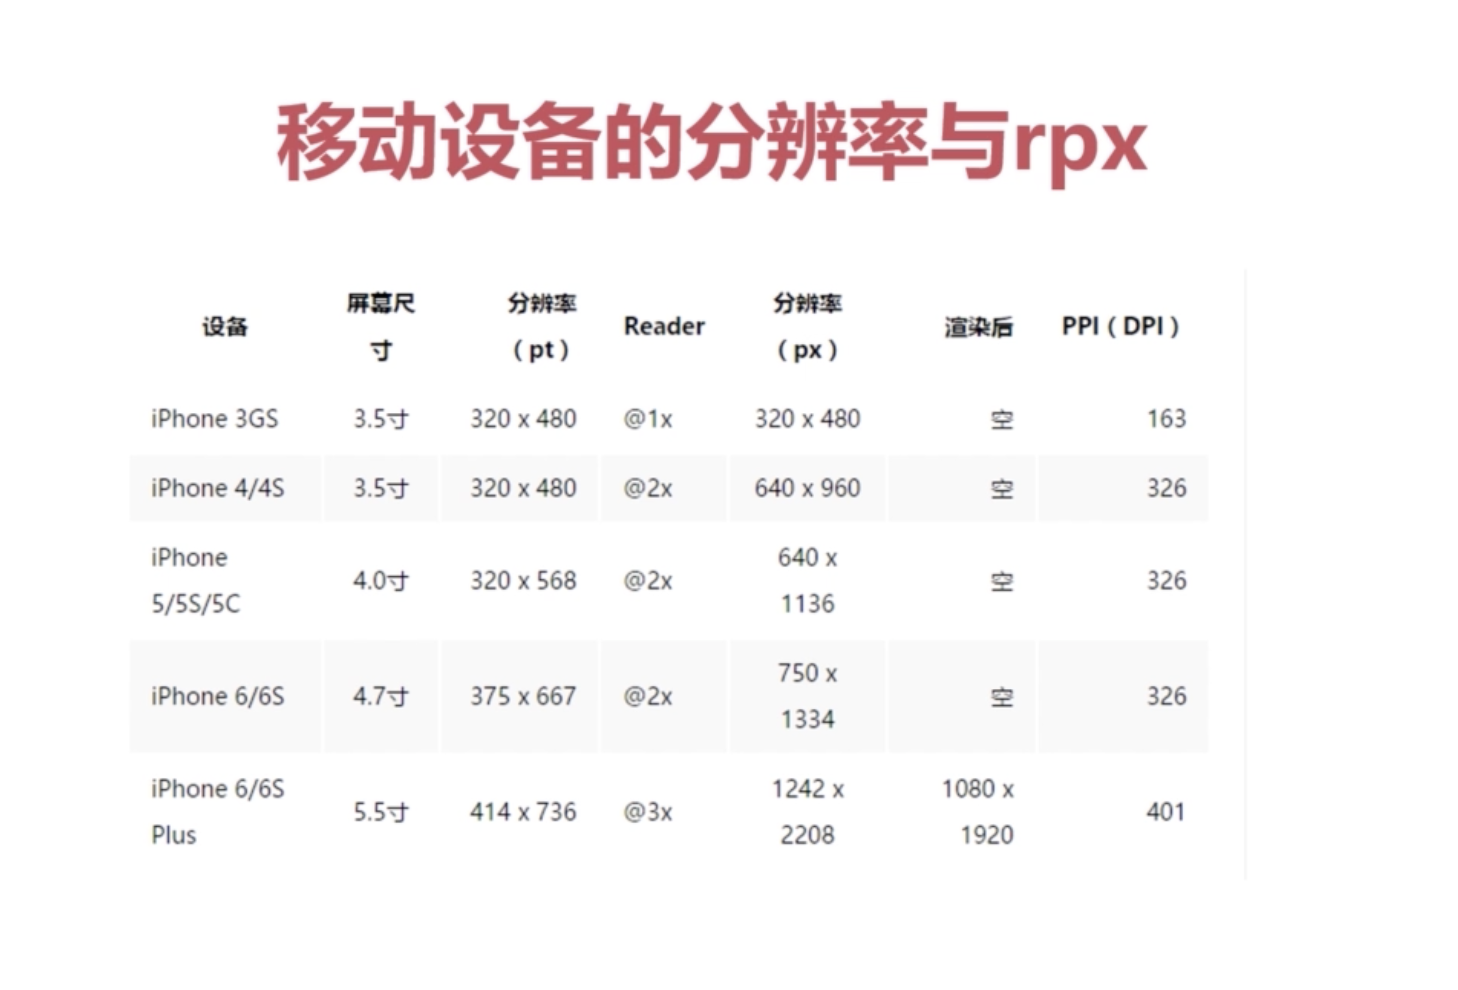 移动设备的分辨率与rpx
设备 屏幕尺寸 分辨率（pt） Reader 分辨率（px） 渲染后 PPI（DPI）
iPhone 3GS 3.5寸 320 x 480 @1x 320 x 480 空 163
iPhone 4/4S 3.5寸 320 x 480 @2x 640 x 960 空 326
iPhone 5/5S/5C 4.0寸 320 x 568 @2x 640 x 1136 空 326
iPhone 6/6S 4.7寸 375 x 667 @2x 750 x 1334 空 326
iPhone 6/6S Plus 5.5寸 414 x 736 @3x 1242 x 2208 1080 x 1920 401